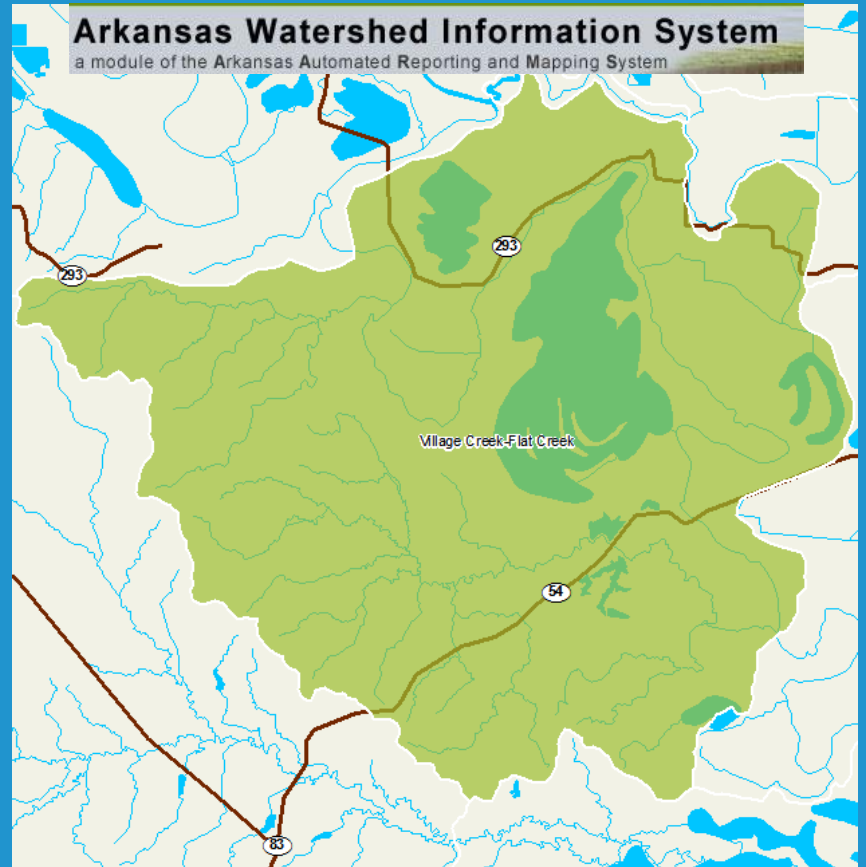 Arkansas Watershed Information System
a module of the Arkansas Automated Reporting and Mapping System
293
293
Village Creek-Flat Creek
54
83